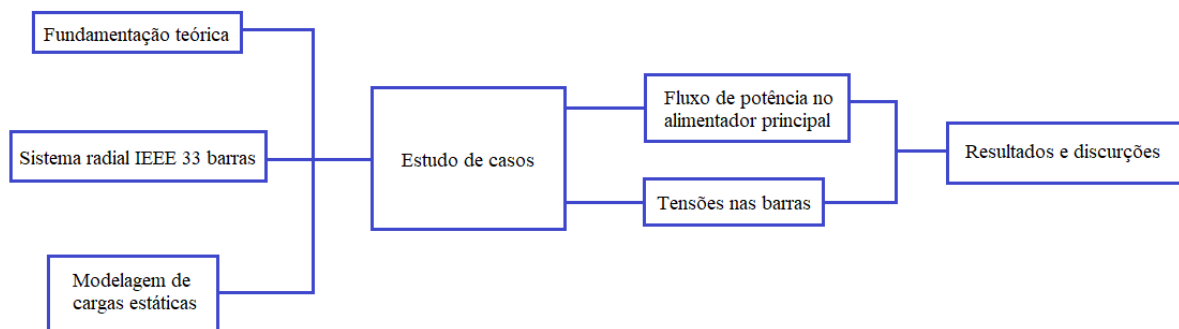 Fundamentação teórica
Sistema radial IEEE 33 barras
Modelagem de
cargas estáticas
Estudo de casos
Fluxo de potência no
alimentador principal
Tensões nas barras
Resultados e discurções